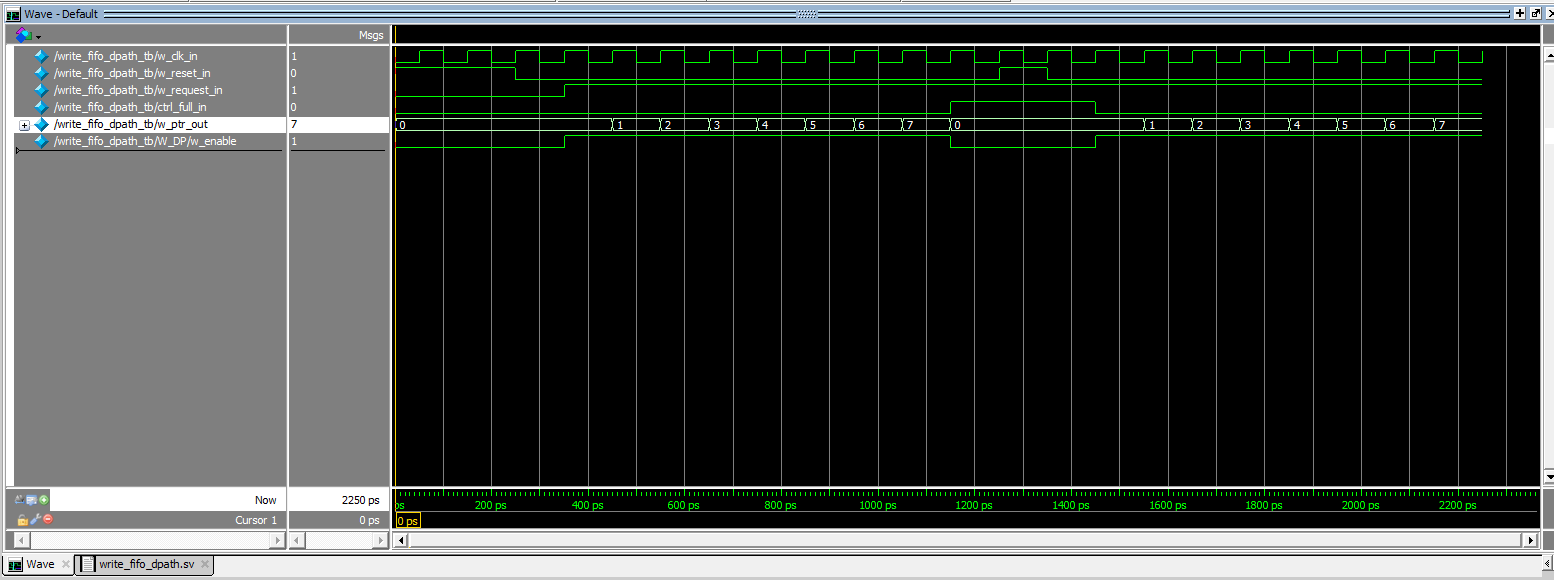 Wave - Default
Msgs
/write_fifo_dpath_tb/w_clk_in 1
/write_fifo_dpath_tb/w_reset_in 0
/write_fifo_dpath_tb/w_request_in 1
/write_fifo_dpath_tb/ctrl_full_in 0
/write_fifo_dpath_tb/w_ptr_out 7 0 1 2 3 4 5 6 7 0 1 2 3 4 5 6 7
/write_fifo_dpath_tb/W_DP/w_enable 1
Now 2250 ps ps 200 ps 400 ps 600 ps 800 ps 1000 ps 1200 ps 1400 ps 1600 ps 1800 ps 2000 ps 2200 ps
Cursor 1 0 ps 0 ps
Wave write_fifo_dpath.sv